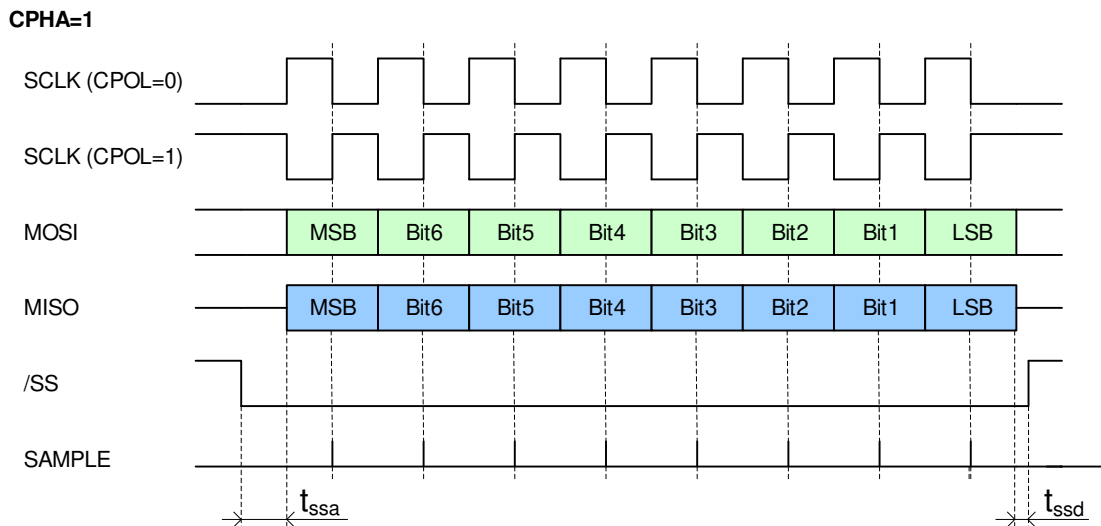 CPHA=1
SCLK (CPOL=0)
SCLK (CPOL=1)
MOSI MSB Bit6 Bit5 Bit4 Bit3 Bit2 Bit1 LSB
MISO MSB Bit6 Bit5 Bit4 Bit3 Bit2 Bit1 LSB
/SS
SAMPLE
tssa tssd